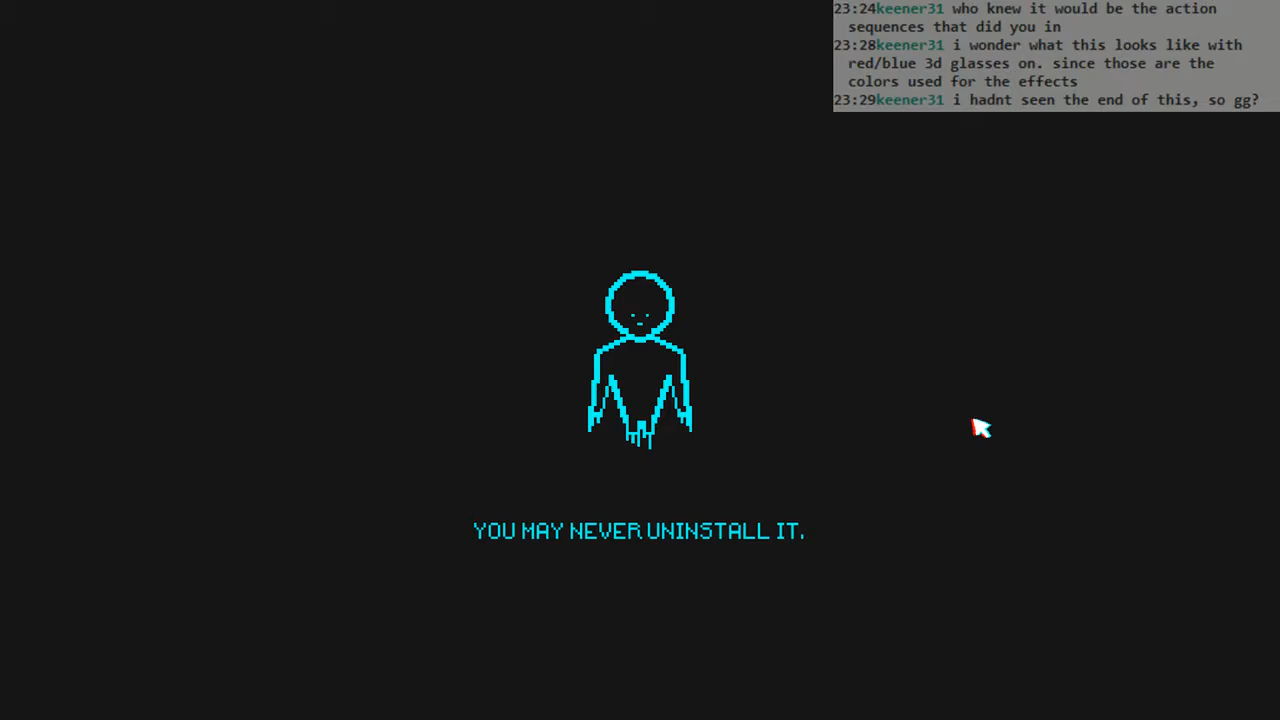 23:24keener31 who knew it would be the action
sequences that did you in
23:28keener31 i wonder what this looks like with
red/blue 3d glasses on. since those are the
colors used for the effects
23:29keener31 i hadnt seen the end of this, so gg?
YOU MAY NEVER UNINSTALL IT.